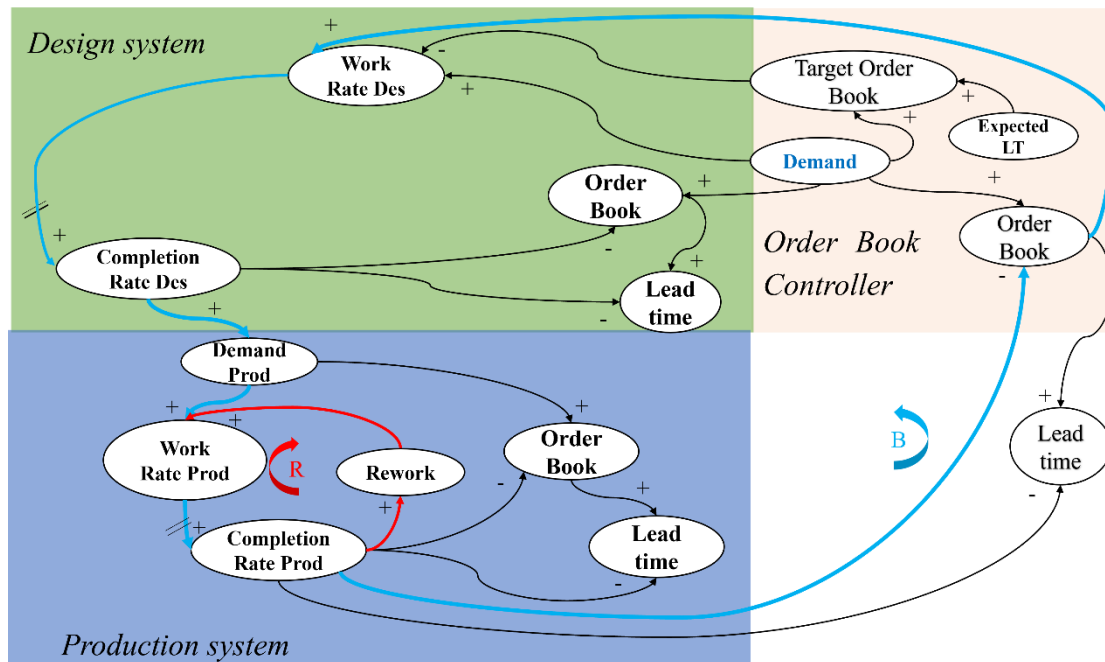 Design system
+
-
+
Work
Rate Des
Target Order
Book
+
+
Expected
LT
Demand
Order
Book
+
+
Order
Book
-
//
+
Completion
Rate Des
-
+
Order Book
Controller
Lead
time
-
+
Demand
Prod
+
+
+
Work
Rate Prod
R
Rework
Order
Book
B
+
Lead
time
-
-
+
+
//
+
Completion
Rate Prod
Lead
time
-
Production system